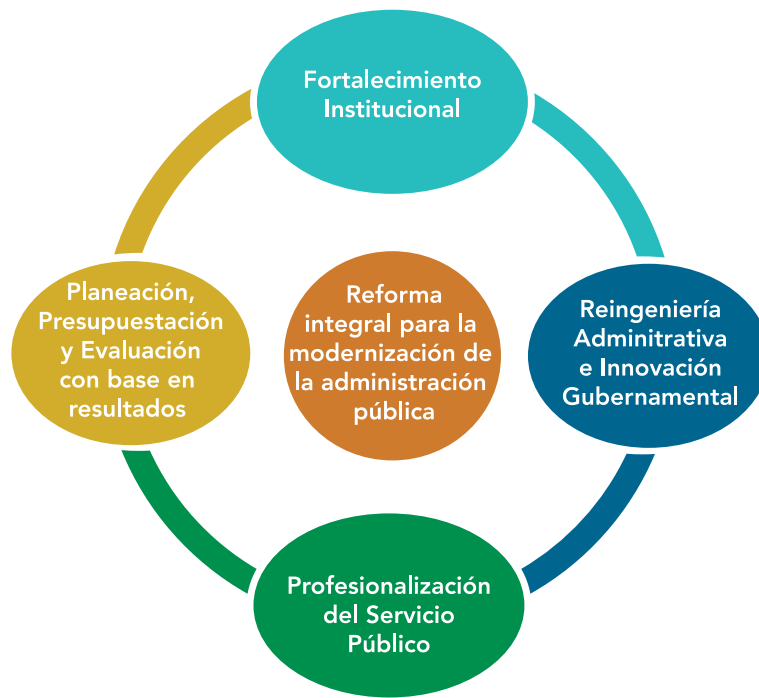 Fortalecimiento
Institucional
Planeación,
Presupuestación
y Evaluación
con base en
resultados
Reforma
integral para la
modernización de
la administración
pública
Reingeniería
Adminitrativa
e Innovación
Gubernamental
Profesionalización
del Servicio
Público